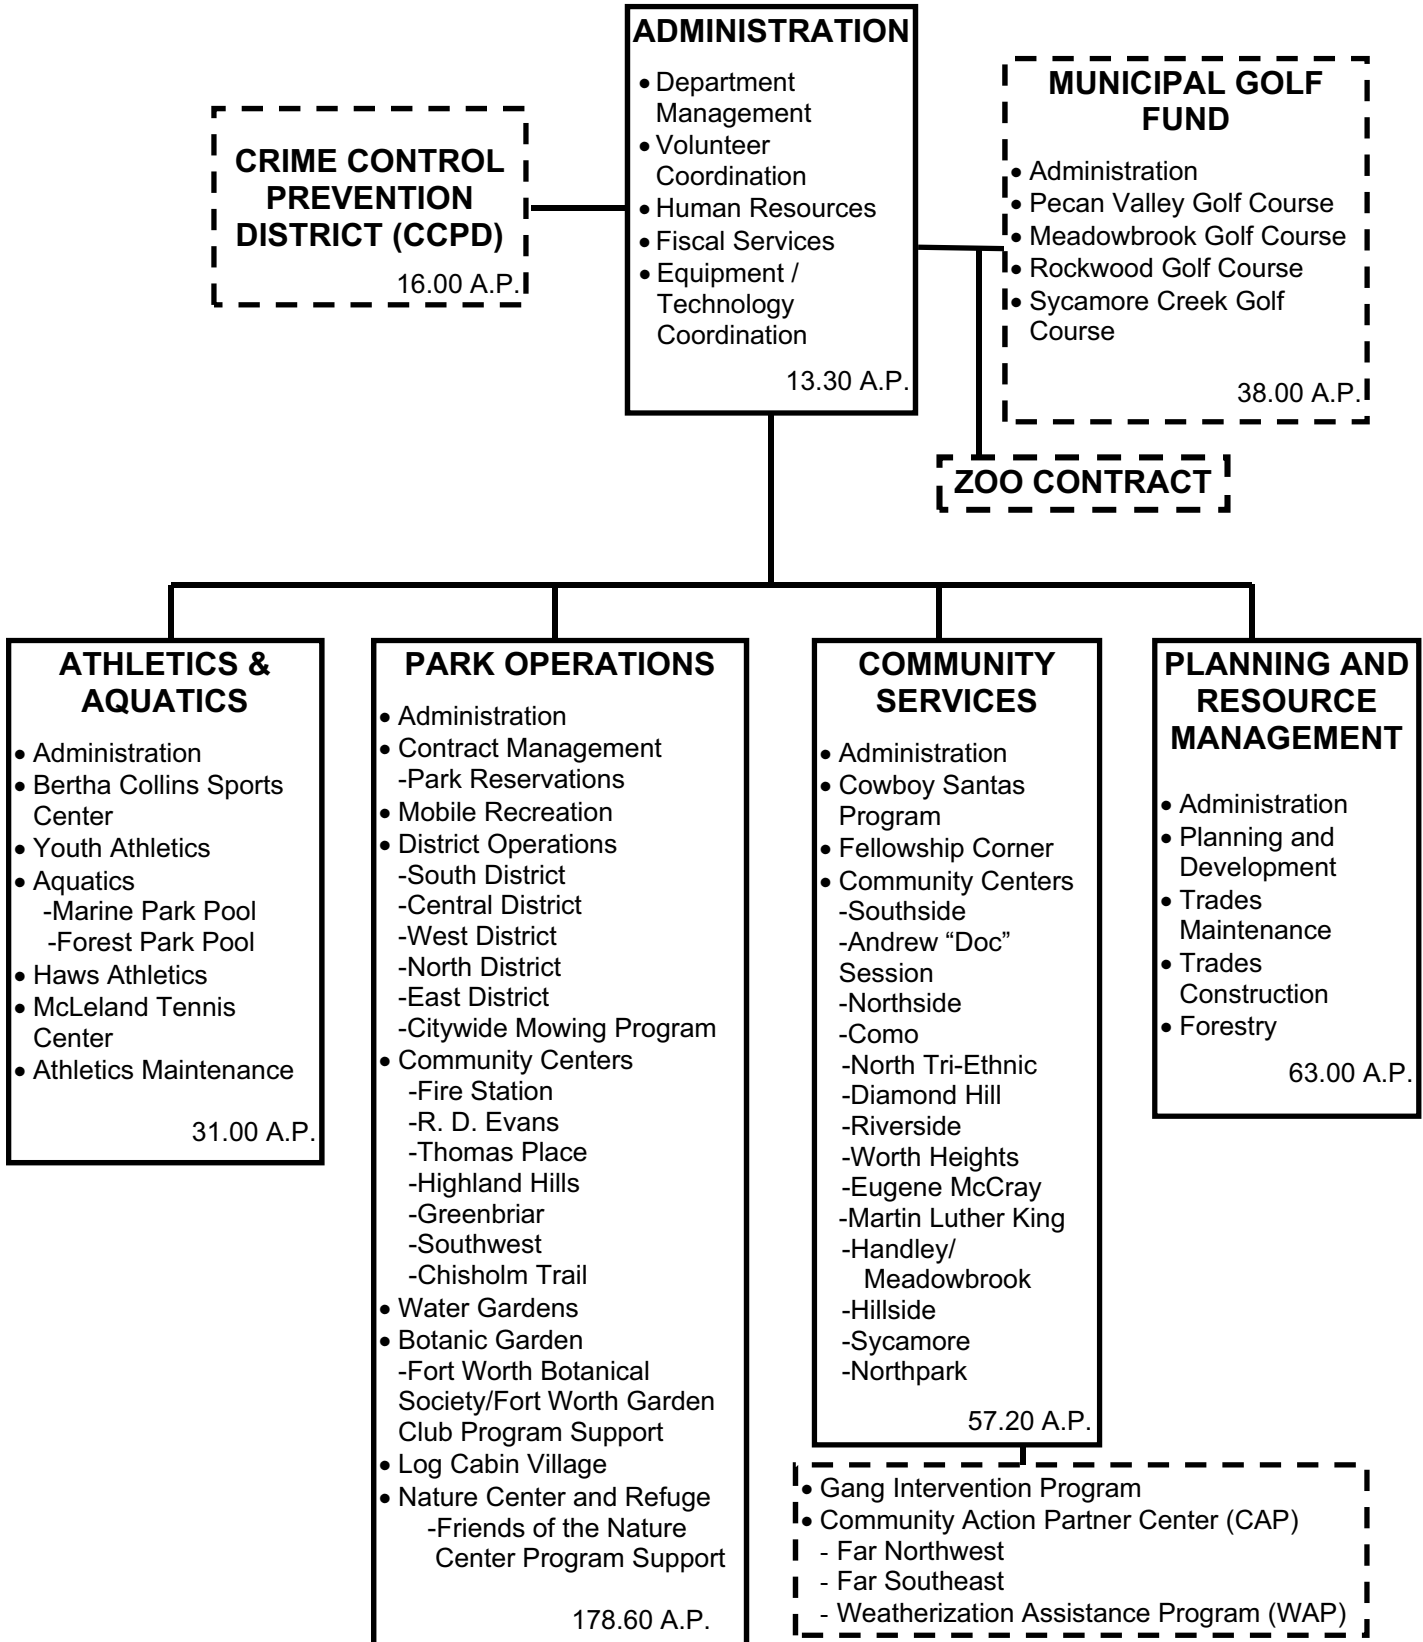 ADMINISTRATION
• Department
Management
• Volunteer
Coordination
• Human Resources
• Fiscal Services
• Equipment /
Technology
Coordination
13.30 A.P.
CRIME CONTROL
PREVENTION
DISTRICT (CCPD)
16.00 A.P.
MUNICIPAL GOLF
FUND
• Administration
• Pecan Valley Golf Course
• Meadowbrook Golf Course
• Rockwood Golf Course
• Sycamore Creek Golf
Course
38.00 A.P.
ZOO CONTRACT
ATHLETICS &
AQUATICS
• Administration
• Bertha Collins Sports
Center
• Youth Athletics
• Aquatics
-Marine Park Pool
-Forest Park Pool
• Haws Athletics
• McLeland Tennis
Center
• Athletics Maintenance
31.00 A.P.
PARK OPERATIONS
• Administration
• Contract Management
-Park Reservations
• Mobile Recreation
• District Operations
-South District
-Central District
-West District
-North District
-East District
-Citywide Mowing Program
• Community Centers
-Fire Station
-R. D. Evans
-Thomas Place
-Highland Hills
-Greenbriar
-Southwest
-Chisholm Trail
• Water Gardens
• Botanic Garden
-Fort Worth Botanical
Society/Fort Worth Garden
Club Program Support
• Log Cabin Village
• Nature Center and Refuge
-Friends of the Nature
Center Program Support
178.60 A.P.
COMMUNITY
SERVICES
• Administration
• Cowboy Santas
Program
• Fellowship Corner
• Community Centers
-Southside
-Andrew “Doc”
Session
-Northside
-Como
-North Tri-Ethnic
-Diamond Hill
-Riverside
-Worth Heights
-Eugene McCray
-Martin Luther King
-Handley/
Meadowbrook
-Hillside
-Sycamore
-Northpark
57.20 A.P.
• Gang Intervention Program
• Community Action Partner Center (CAP)
- Far Northwest
- Far Southeast
- Weatherization Assistance Program (WAP)
PLANNING AND
RESOURCE
MANAGEMENT
• Administration
• Planning and
Development
• Trades
Maintenance
• Trades
Construction
• Forestry
63.00 A.P.